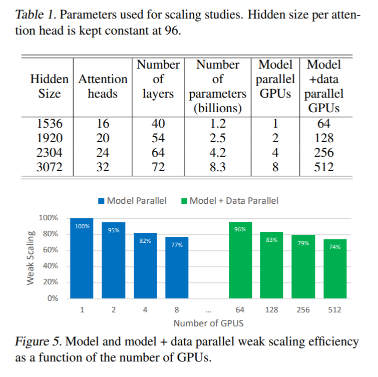 Table 1. Parameters used for scaling studies. Hidden size per atten-
tion head is kept constant at 96.
Hidden Size Attention heads Number of layers Number of parameters (billions) Model parallel GPUs Model +data parallel GPUs
1536 16 40 1.2 1 64
1920 20 54 2.5 2 128
2304 24 64 4.2 4 256
3072 32 72 8.3 8 512
Model Parallel Model + Data Parallel
Weak Scaling
100%
80%
60%
40%
20%
0%
100% 95% 82% 77% 96% 83% 79% 74%
1 2 4 8 ... 64 128 256 512
Number of GPUS
Figure 5. Model and model + data parallel weak scaling efficiency
as a function of the number of GPUs.